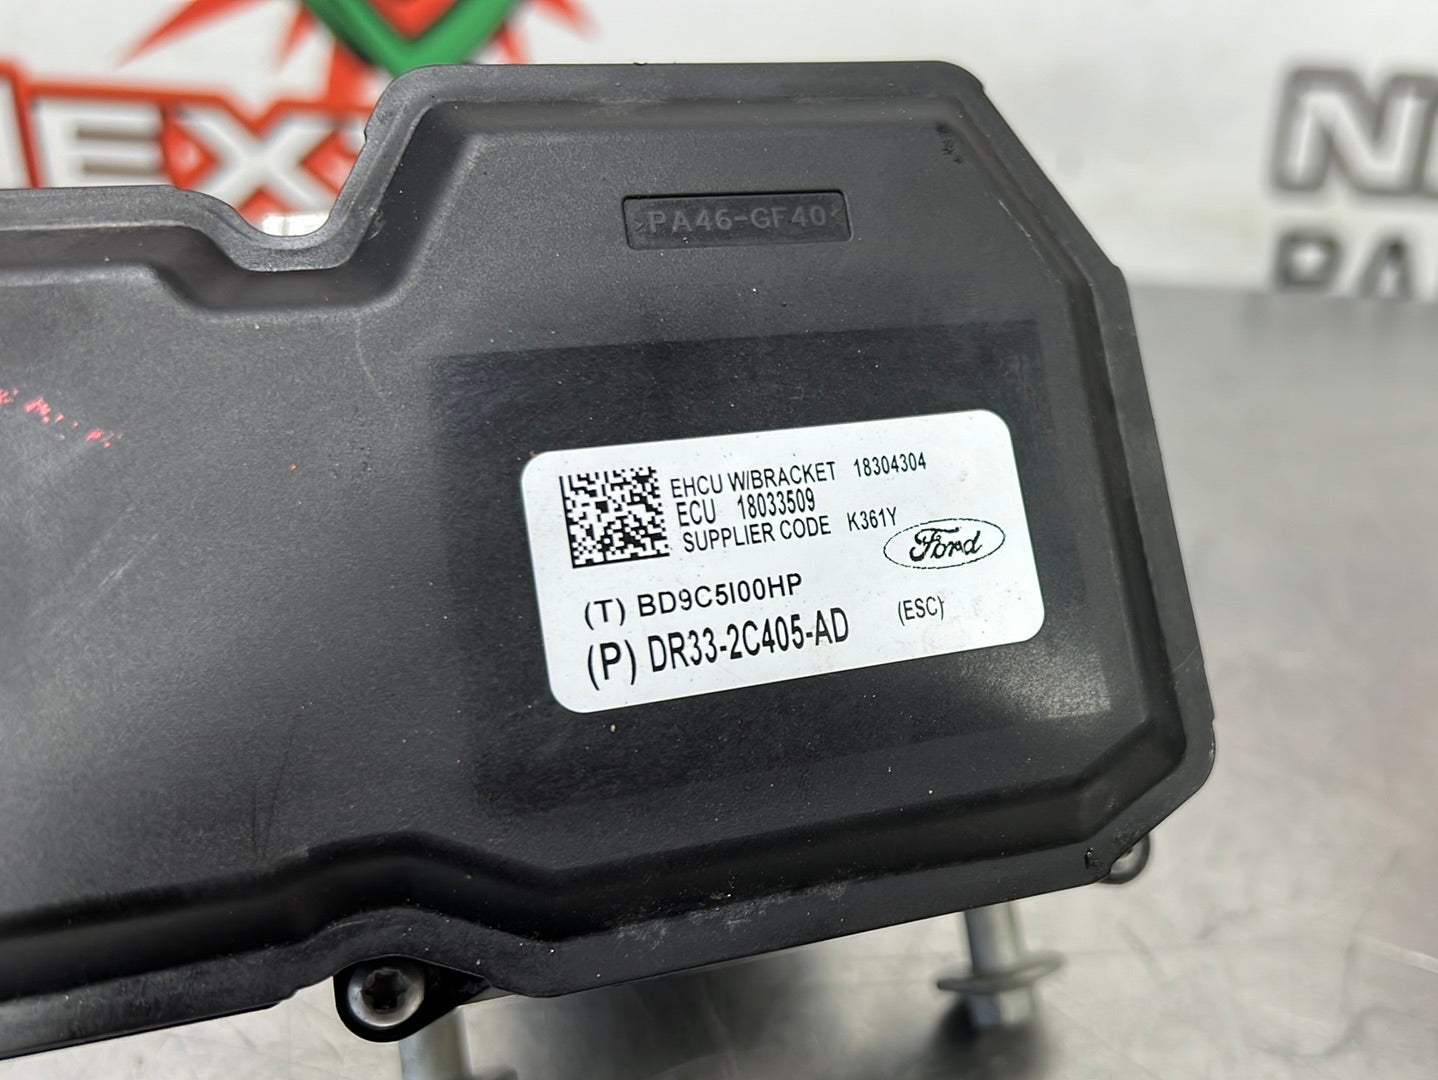 >PA46-GF40<
EHCU W/BRACKET 18304304
ECU 18033509
SUPPLIER CODE K361Y
Ford
(T) BD9C5I00HP
(P) DR33-2C405-AD (ESC)